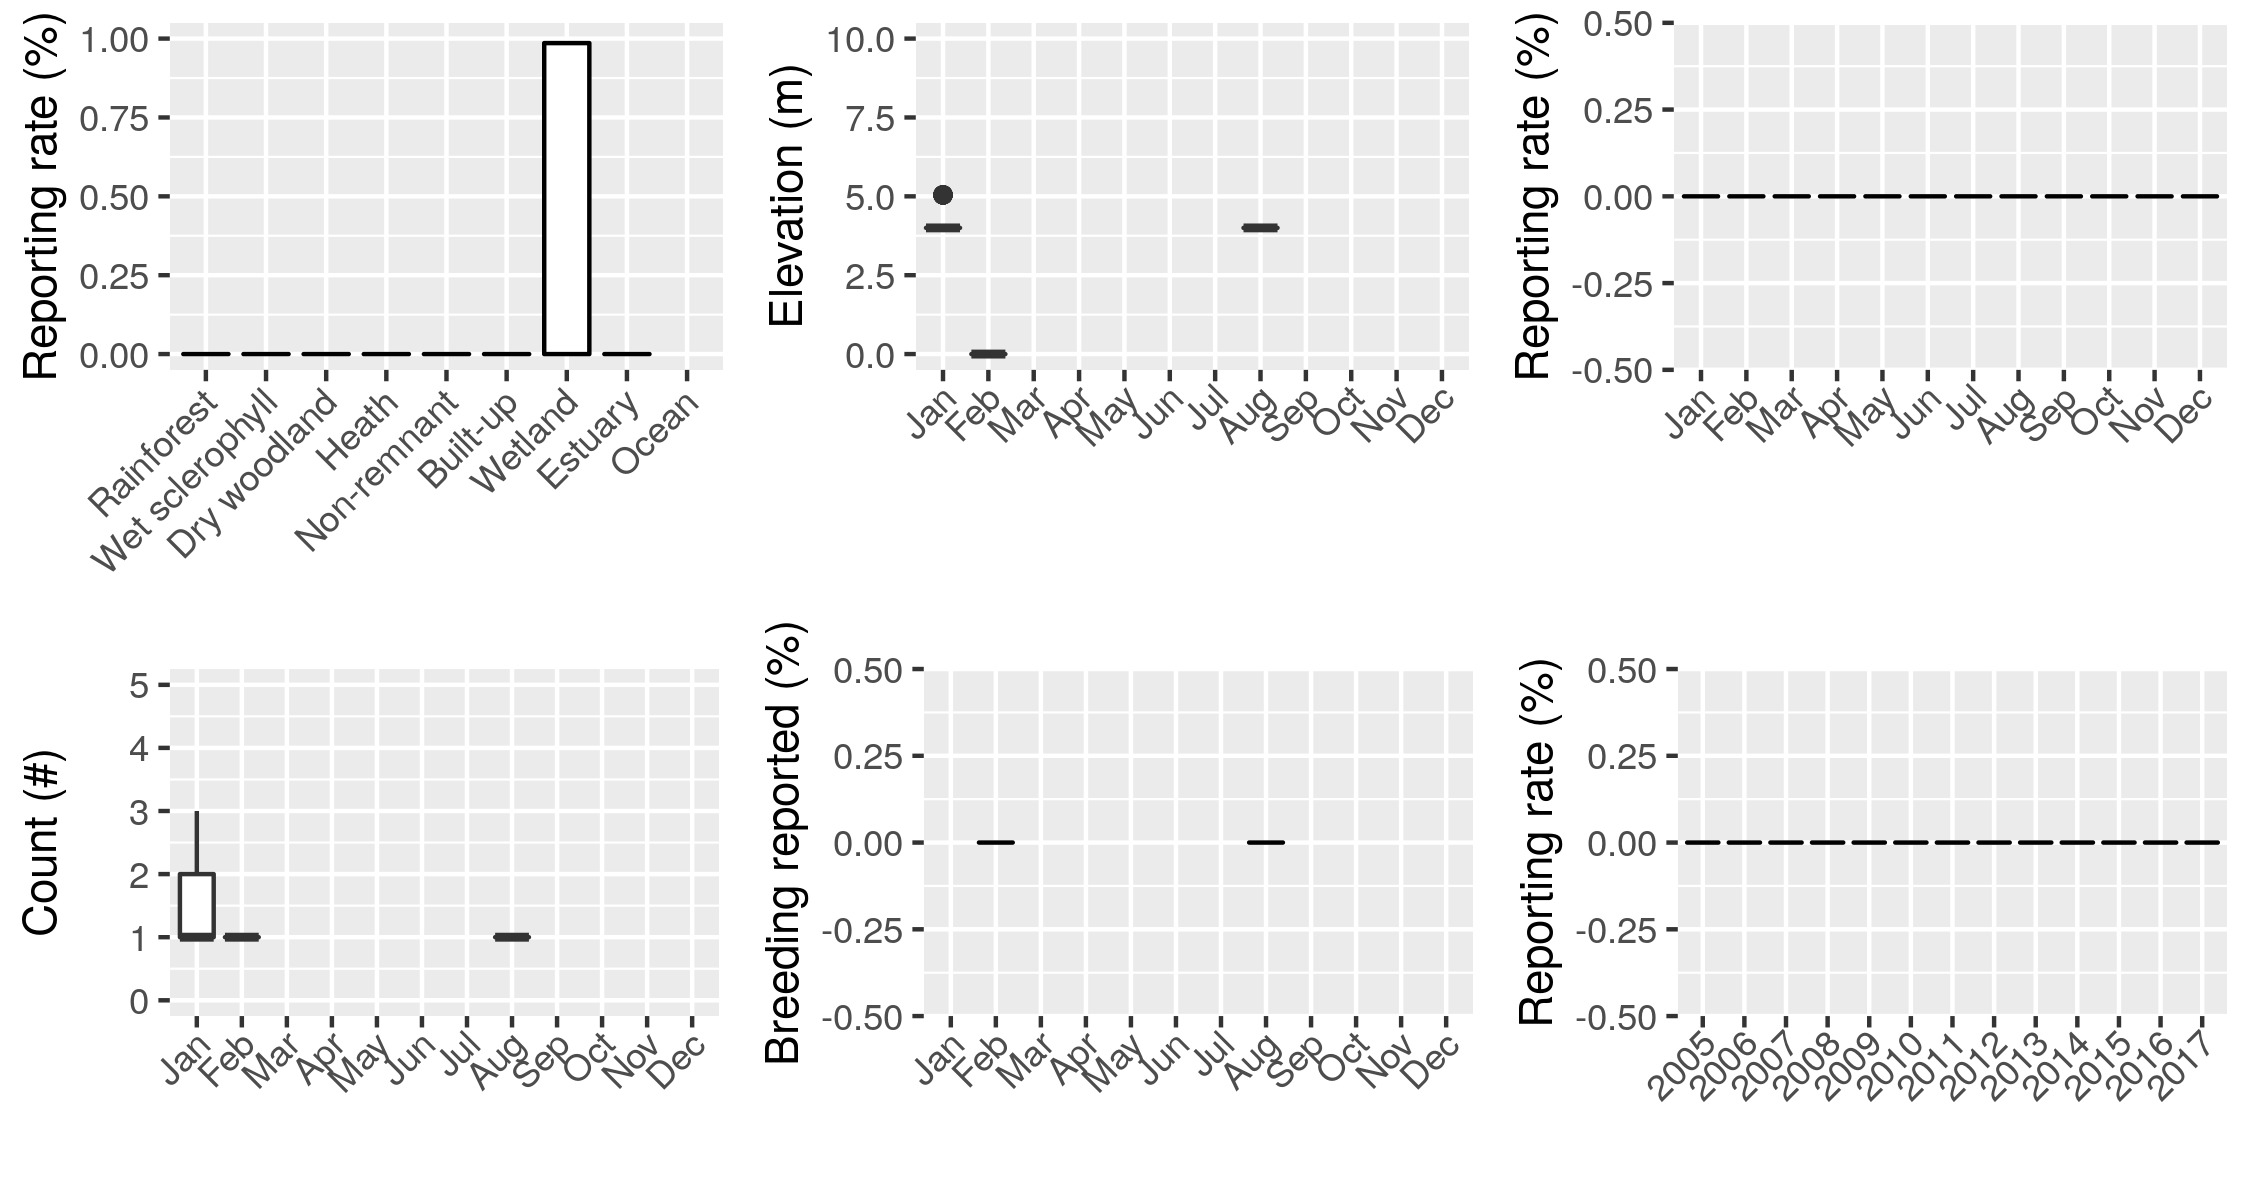 Reporting rate (%)
1.00
0.75
0.50
0.25
0.00
Rainforest
Wet sclerophyll
Dry woodland
Heath
Non-remnant
Built-up
Wetland
Estuary
Ocean
Elevation (m)
10.0
7.5
5.0
2.5
0.0
Jan
Feb
Mar
Apr
May
Jun
Jul
Aug
Sep
Oct
Nov
Dec
Reporting rate (%)
0.50
0.25
0.00
-0.25
-0.50
Jan
Feb
Mar
Apr
May
Jun
Jul
Aug
Sep
Oct
Nov
Dec
Count (#)
5
4
3
2
1
0
Jan
Feb
Mar
Apr
May
Jun
Jul
Aug
Sep
Oct
Nov
Dec
Breeding reported (%)
0.50
0.25
0.00
-0.25
-0.50
Jan
Feb
Mar
Apr
May
Jun
Jul
Aug
Sep
Oct
Nov
Dec
Reporting rate (%)
0.50
0.25
0.00
-0.25
-0.50
2005
2006
2007
2008
2009
2010
2011
2012
2013
2014
2015
2016
2017